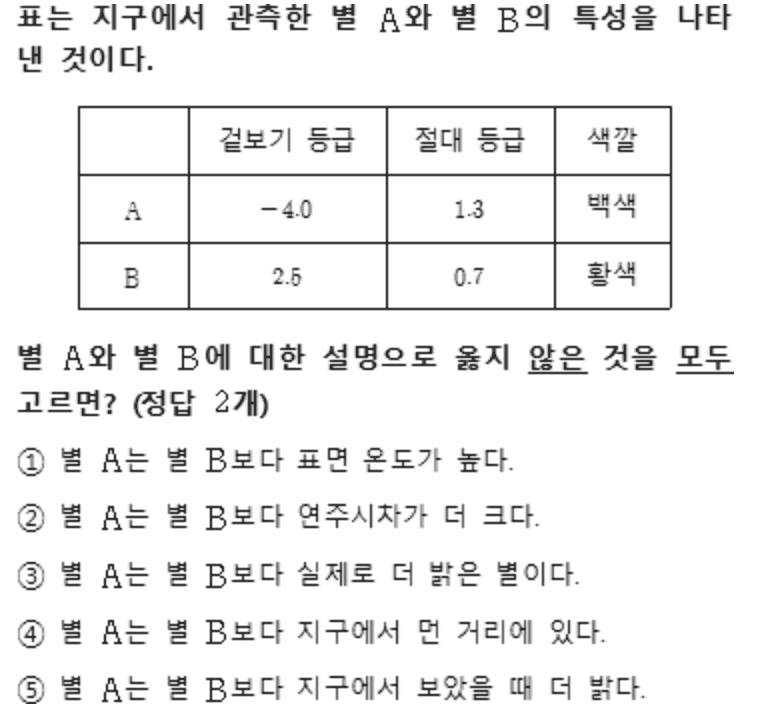 표는 지구에서 관측한 별 A와 별 B의 특성을 나타
낸 것이다.
겉보기 등급 절대 등급 색깔
A −4.0 1.3 백색
B 2.5 0.7 황색
별 A와 별 B에 대한 설명으로 옳지 않은 것을 모두
고르면? (정답 2개)
① 별 A는 별 B보다 표면 온도가 높다.
② 별 A는 별 B보다 연주시차가 더 크다.
③ 별 A는 별 B보다 실제로 더 밝은 별이다.
④ 별 A는 별 B보다 지구에서 먼 거리에 있다.
⑤ 별 A는 별 B보다 지구에서 보았을 때 더 밝다.